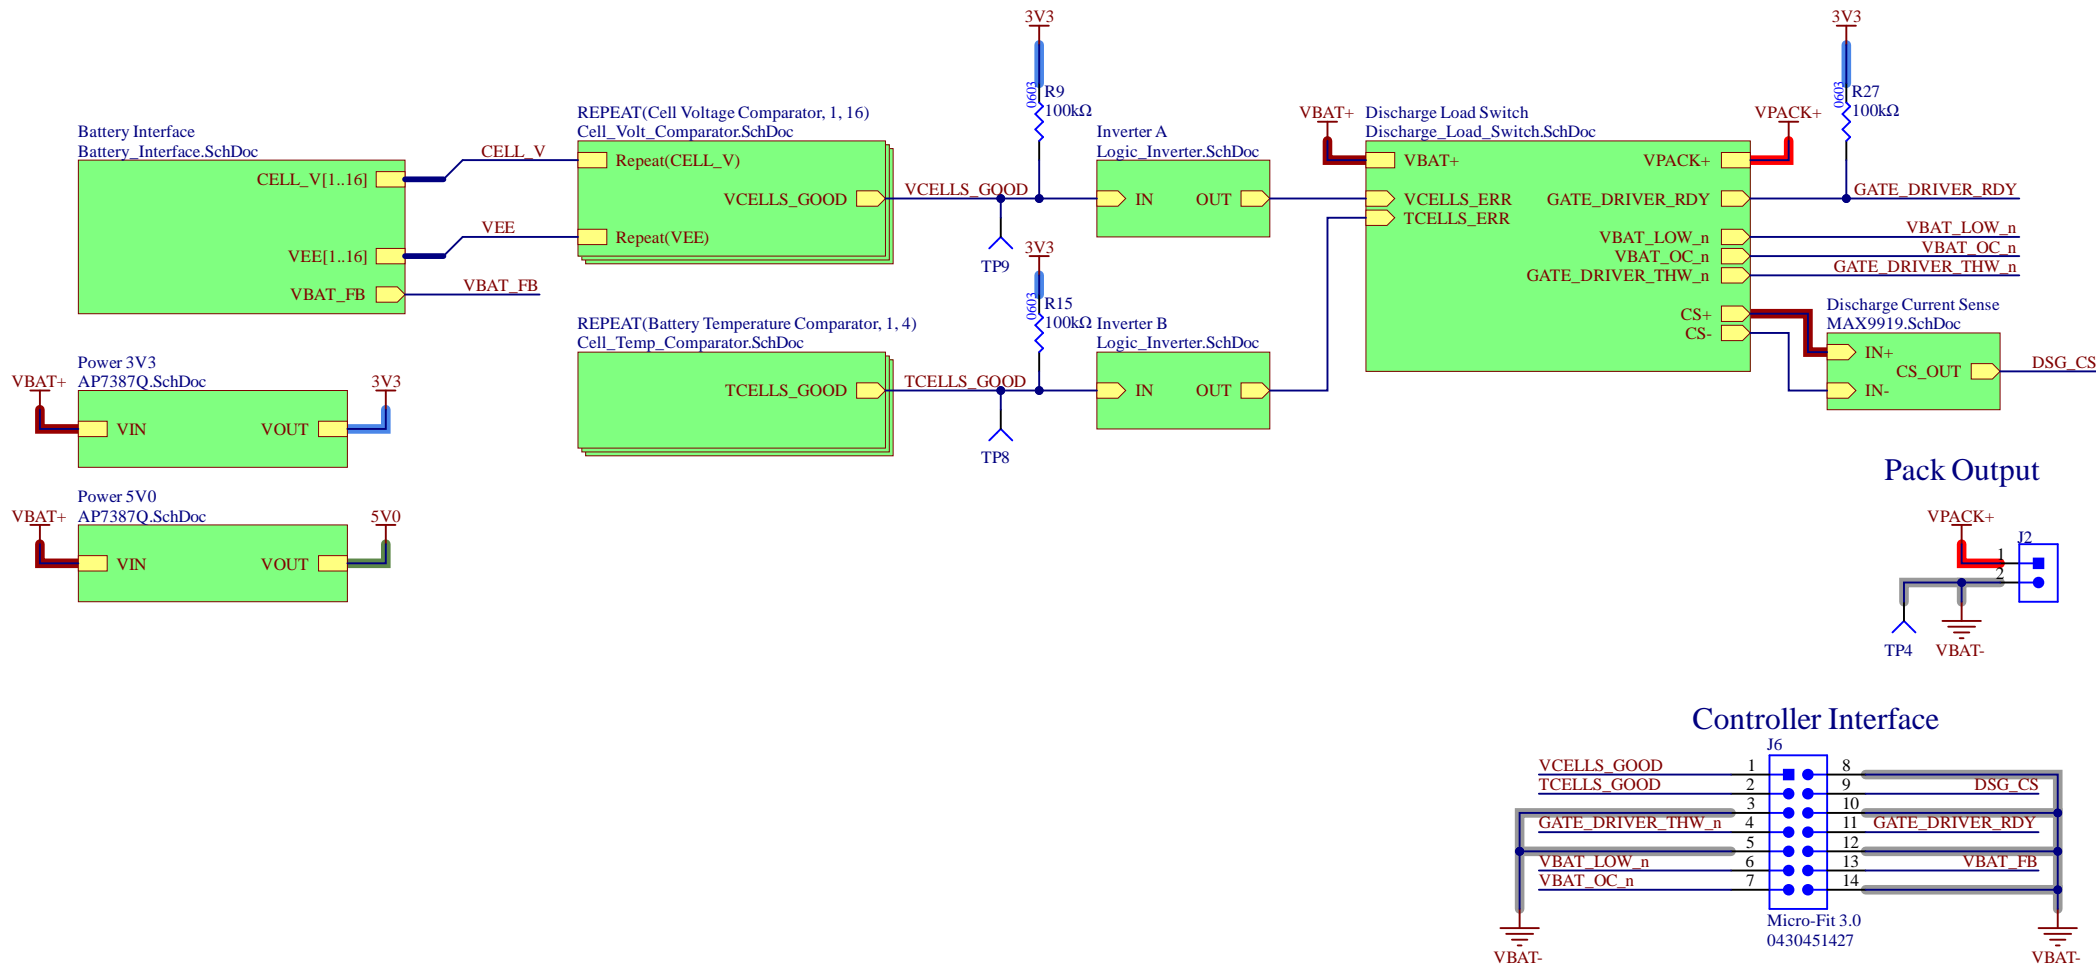 3V3
R9
0603
100kΩ
3V3
R27
0603
100kΩ
Battery Interface
Battery_Interface.SchDoc
CELL_V[1..16]
CELL_V
VEE[1..16]
VEE
VBAT_FB
VBAT_FB
REPEAT(Cell Voltage Comparator, 1, 16)
Cell_Volt_Comparator.SchDoc
Repeat(CELL_V)
VCELLS_GOOD
Repeat(VEE)
VCELLS_GOOD
TP9
Inverter A
Logic_Inverter.SchDoc
IN
OUT
VBAT+
Discharge Load Switch
Discharge_Load_Switch.SchDoc
VBAT+
VPACK+
VPACK+
VCELLS_ERR
GATE_DRIVER_RDY
GATE_DRIVER_RDY
TCELLS_ERR
VBAT_LOW_n
VBAT_LOW_n
VBAT_OC_n
VBAT_OC_n
GATE_DRIVER_THW_n
GATE_DRIVER_THW_n
CS+
CS-
Discharge Current Sense
MAX9919.SchDoc
IN+
CS_OUT
IN-
DSG_CS
3V3
R15
0603
100kΩ
REPEAT(Battery Temperature Comparator, 1, 4)
Cell_Temp_Comparator.SchDoc
TCELLS_GOOD
TCELLS_GOOD
TP8
Inverter B
Logic_Inverter.SchDoc
IN
OUT
Power 3V3
AP7387Q.SchDoc
VBAT+
VIN
VOUT
3V3
Power 5V0
AP7387Q.SchDoc
VBAT+
VIN
VOUT
5V0
Pack Output
VPACK+
J2
1
2
TP4
VBAT-
Controller Interface
J6
VCELLS_GOOD
1
8
TCELLS_GOOD
2
9
DSG_CS
3
10
GATE_DRIVER_THW_n
4
11
GATE_DRIVER_RDY
5
12
VBAT_LOW_n
6
13
VBAT_FB
VBAT_OC_n
7
14
Micro-Fit 3.0
0430451427
VBAT-
VBAT-